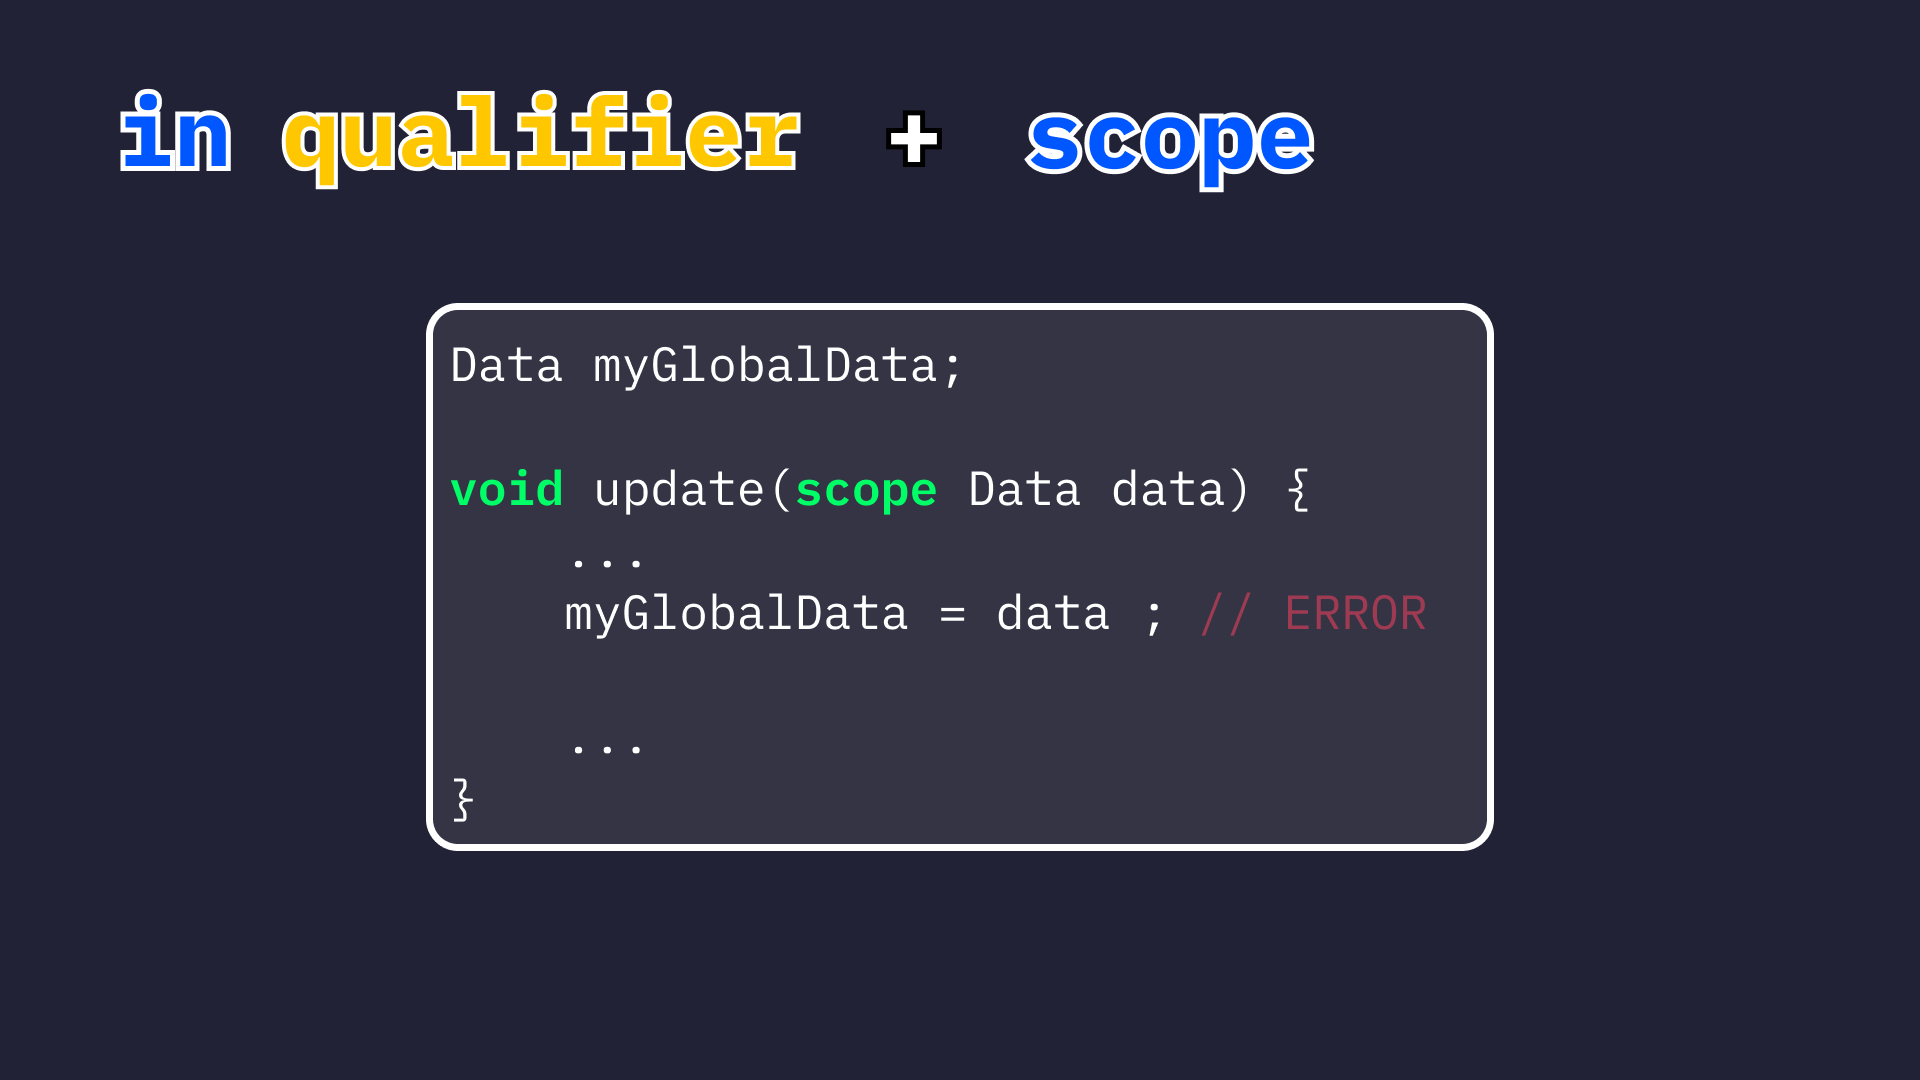 in qualifier + scope
Data myGlobalData;
void update(scope Data data) {
...
myGlobalData = data ; // ERROR
...
}